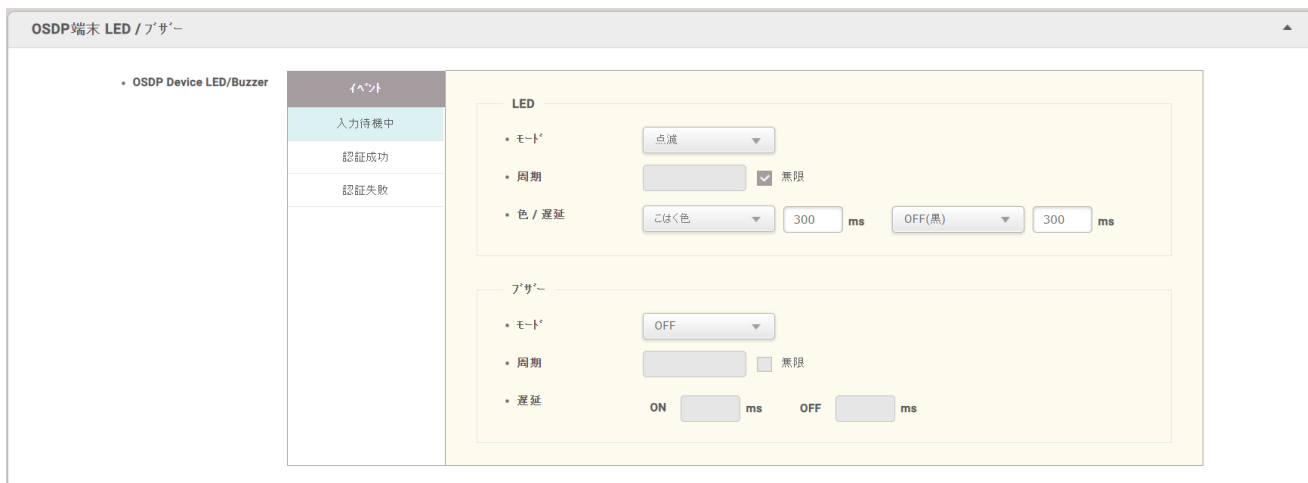 OSDP端末 LED / ﾌﾞｻﾞｰ
• OSDP Device LED/Buzzer
ｲﾍﾞﾝﾄ
入力待機中
認証成功
認証失敗
LED
• ﾓｰﾄﾞ 点滅
• 周期 無限
• 色 / 遅延 こはく色 300 ms OFF(黒) 300 ms
ﾌﾞｻﾞｰ
• ﾓｰﾄﾞ OFF
• 周期 無限
• 遅延 ON ms OFF ms